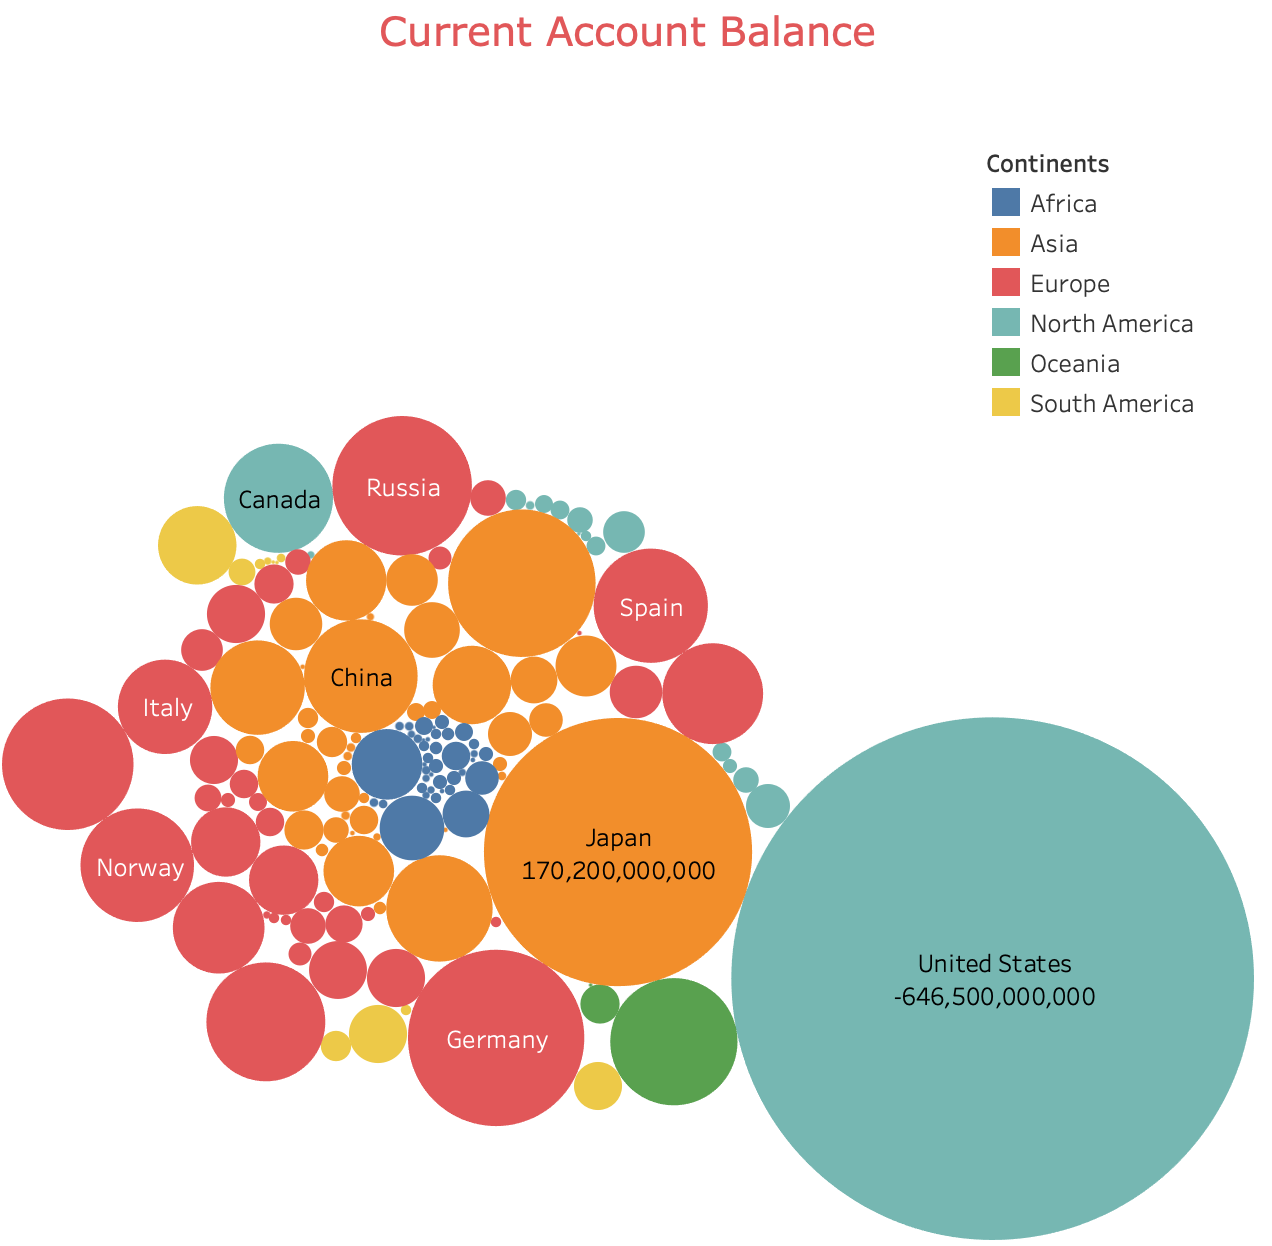 Current Account Balance
Continents
Africa
Asia
Europe
North America
Oceania
South America
Canada
Russia
Spain
China
Italy
Norway
Japan
170,200,000,000
United States
-646,500,000,000
Germany